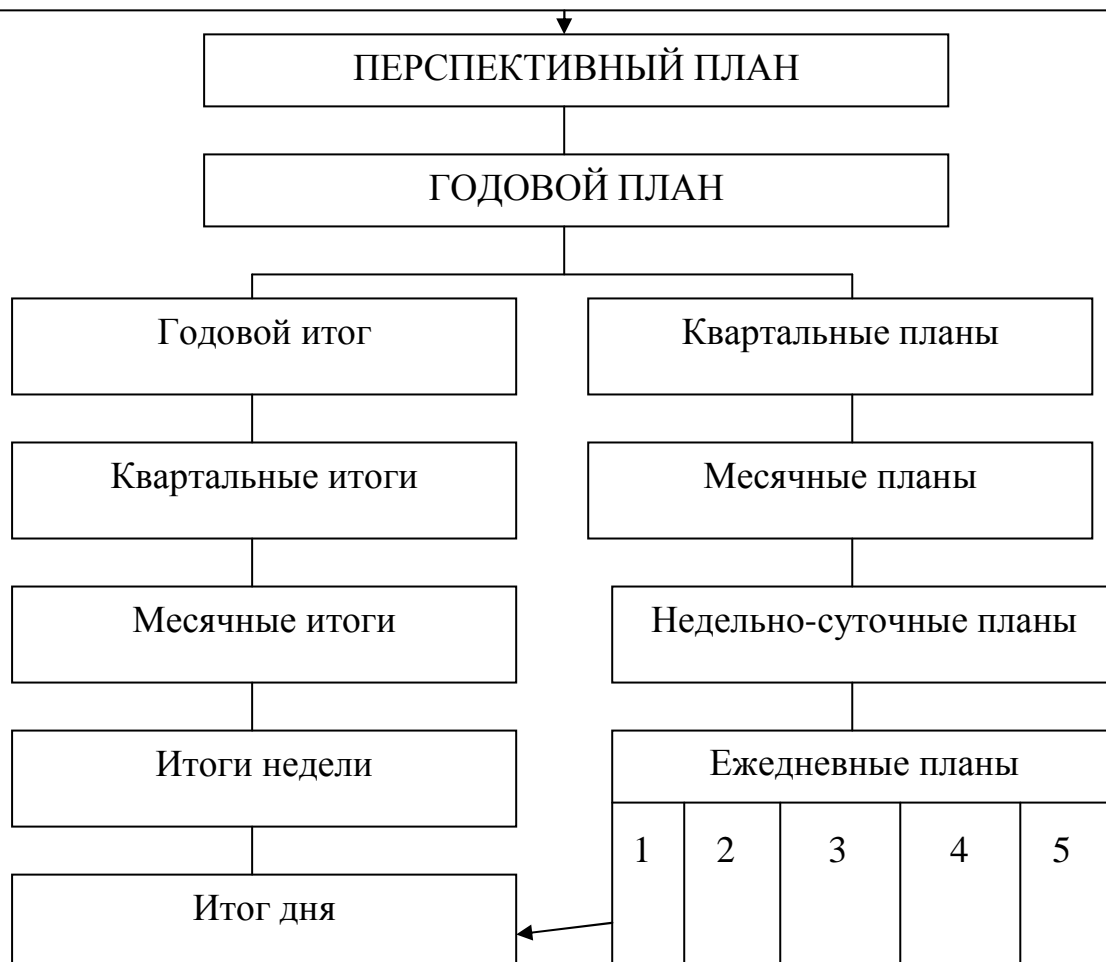 ПЕРСПЕКТИВНЫЙ ПЛАН
ГОДОВОЙ ПЛАН
Годовой итог
Квартальные планы
Квартальные итоги
Месячные планы
Месячные итоги
Недельно-суточные планы
Итоги недели
Ежедневные планы
1 2 3 4 5
Итог дня